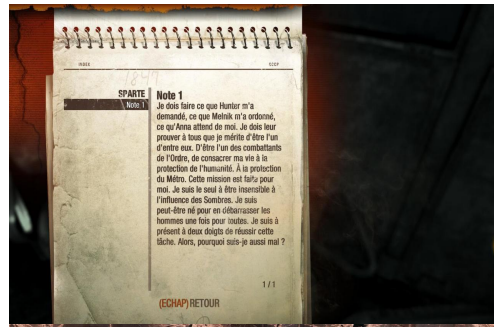 INDEX
1849
SPARTE
Note 1
Note 1
Je dois faire ce que Hunter m'a
demandé, ce que Melnik m'a ordonné,
ce qu'Anna attend de moi. Je dois leur
prouver à tous que je mérite d'être l'un
d'entre eux. D'être l'un des combattants
de l'Ordre, de consacrer ma vie à la
protection de l'humanité. À la protection
du Métro. Cette mission est faite pour
moi. Je suis le seul à être insensible à
l'influence des Sombres. Je suis
peut-être né pour en débarrasser les
hommes une fois pour toutes. Je suis à
présent à deux doigts de réussir cette
tâche. Alors, pourquoi suis-je aussi mal ?
1/1
(ECHAP) RETOUR